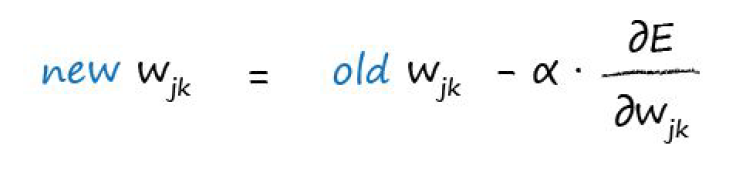 new w_jk = old w_jk - α · ∂E / ∂w_jk